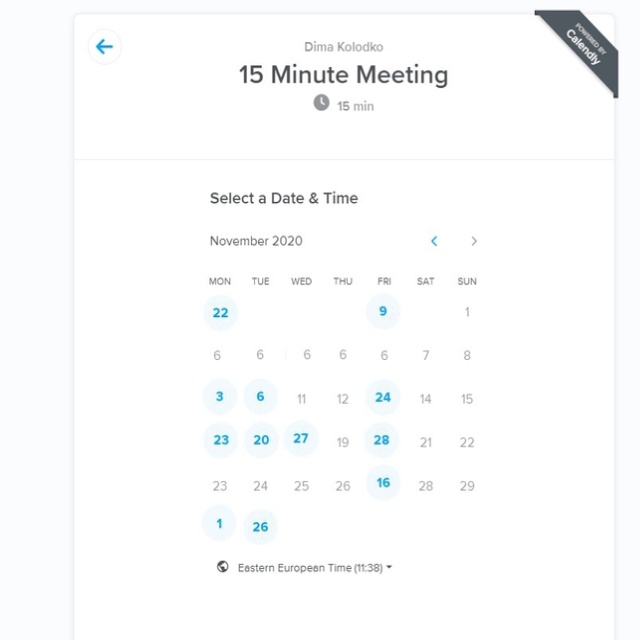 Dima Kolodko
15 Minute Meeting
15 min
POWERED BY
Calendly
Select a Date & Time
November 2020
MON TUE WED THU FRI SAT SUN
22 9 1
6 6 6 6 6 7 8
3 6 11 12 24 14 15
23 20 27 19 28 21 22
23 24 25 26 16 28 29
1 26
Eastern European Time (11:38)